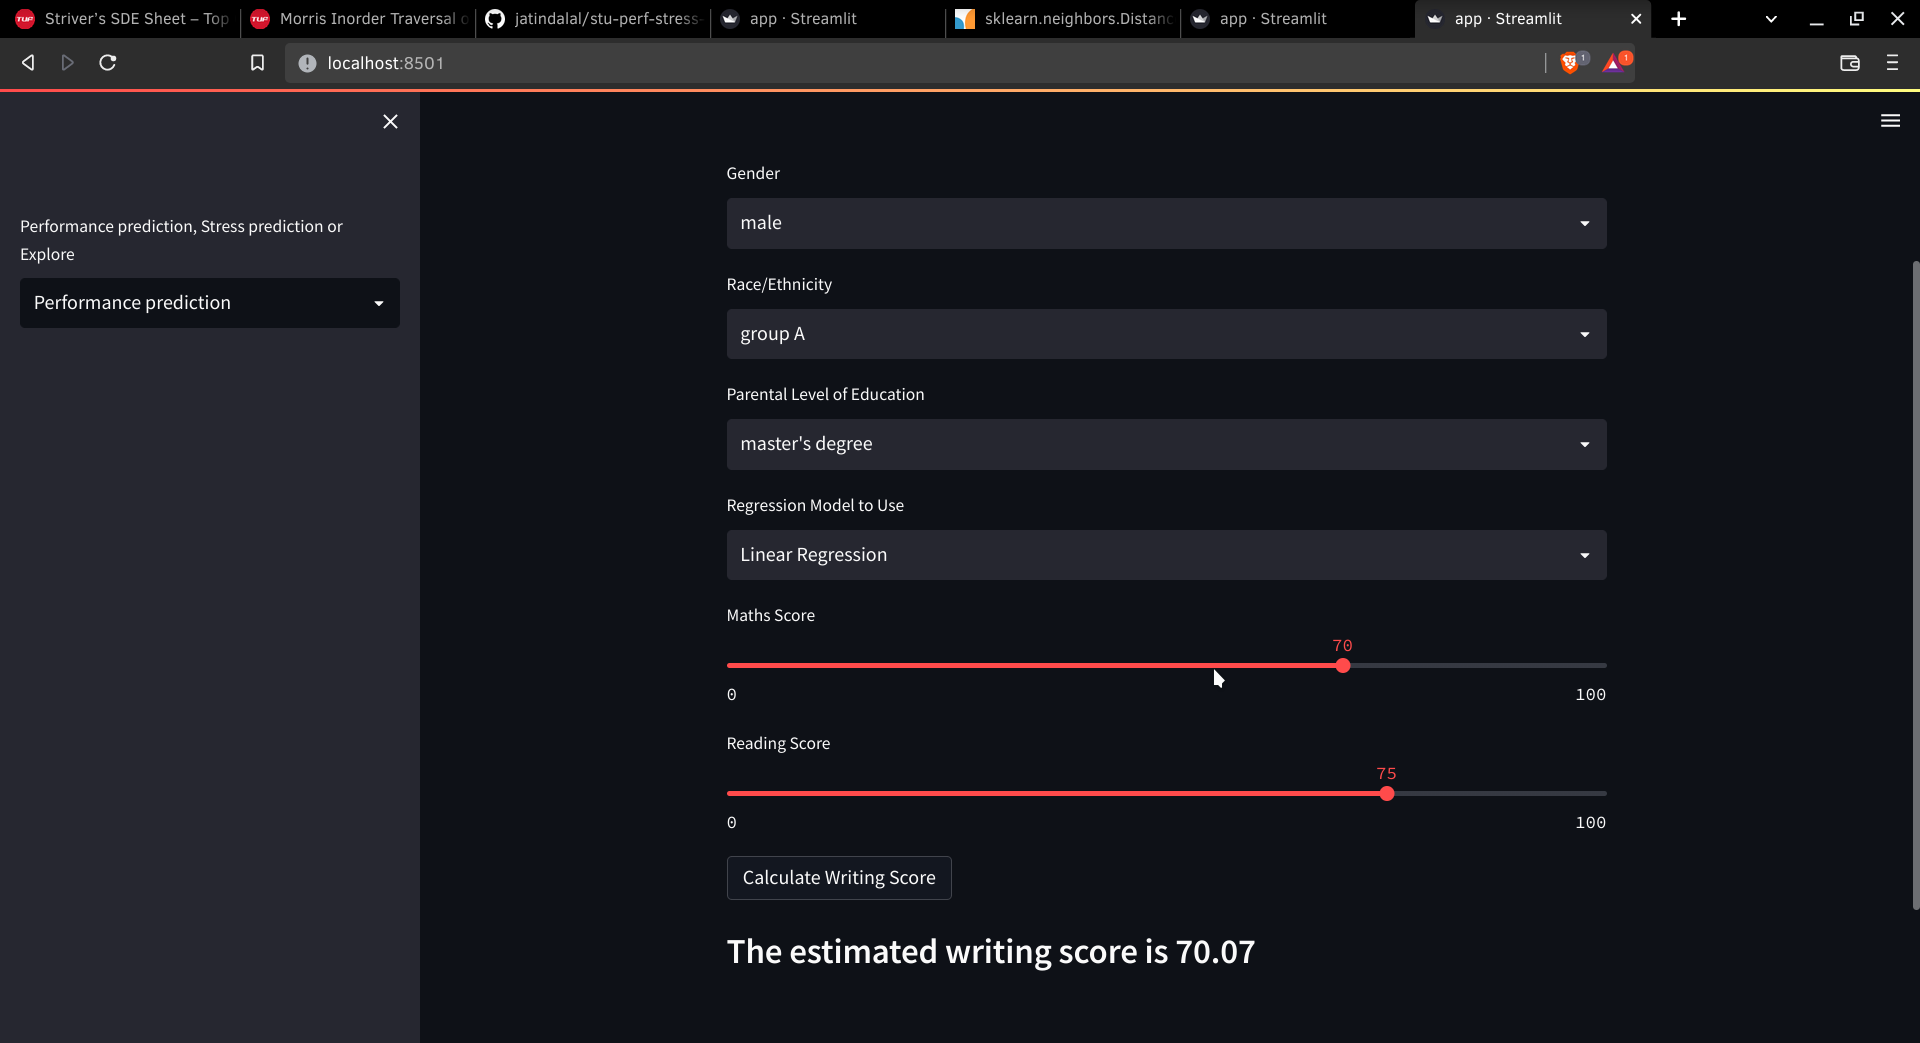 Striver's SDE Sheet – Top
Morris Inorder Traversal o
jatindalal/stu-perf-stress-
app · Streamlit
sklearn.neighbors.Distanc
app · Streamlit
app · Streamlit
localhost:8501
1
1
Performance prediction, Stress prediction or
Explore
Performance prediction
Gender
male
Race/Ethnicity
group A
Parental Level of Education
master's degree
Regression Model to Use
Linear Regression
Maths Score
70
0
100
Reading Score
75
0
100
Calculate Writing Score
The estimated writing score is 70.07